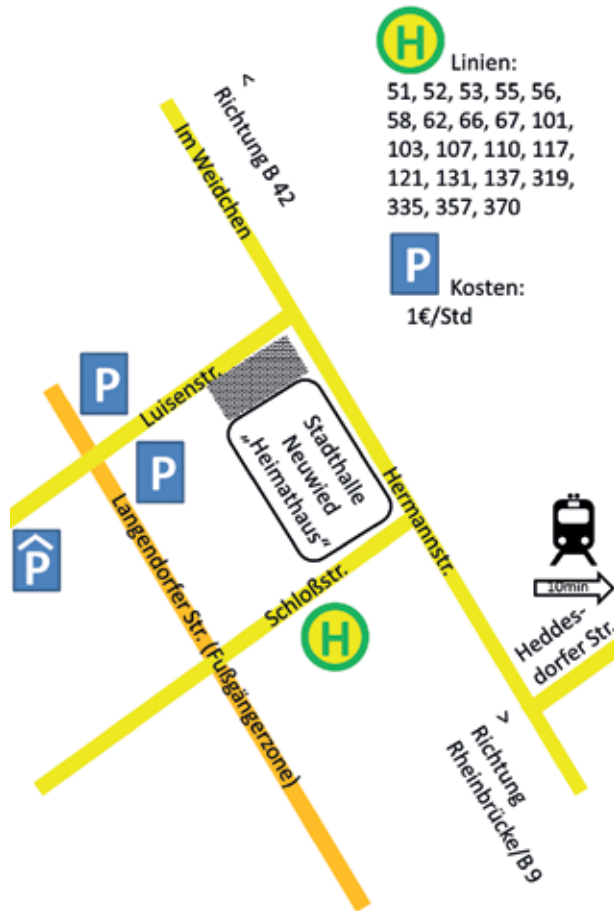 H Linien:
51, 52, 53, 55, 56,
58, 62, 66, 67, 101,
103, 107, 110, 117,
121, 131, 137, 319,
335, 357, 370
P Kosten:
1€/Std
<
Richtung B 42
Im Weidchen
P
Luisenstr.
P
P
Stadthalle
Neuwied
„Heimathaus“
Hermannstr.
Langendorfer Str. (Fußgängerzone)
Schloßstr.
H
10min
Heddes-
dorfer Str.
>
Richtung
Rheinbrücke/B 9